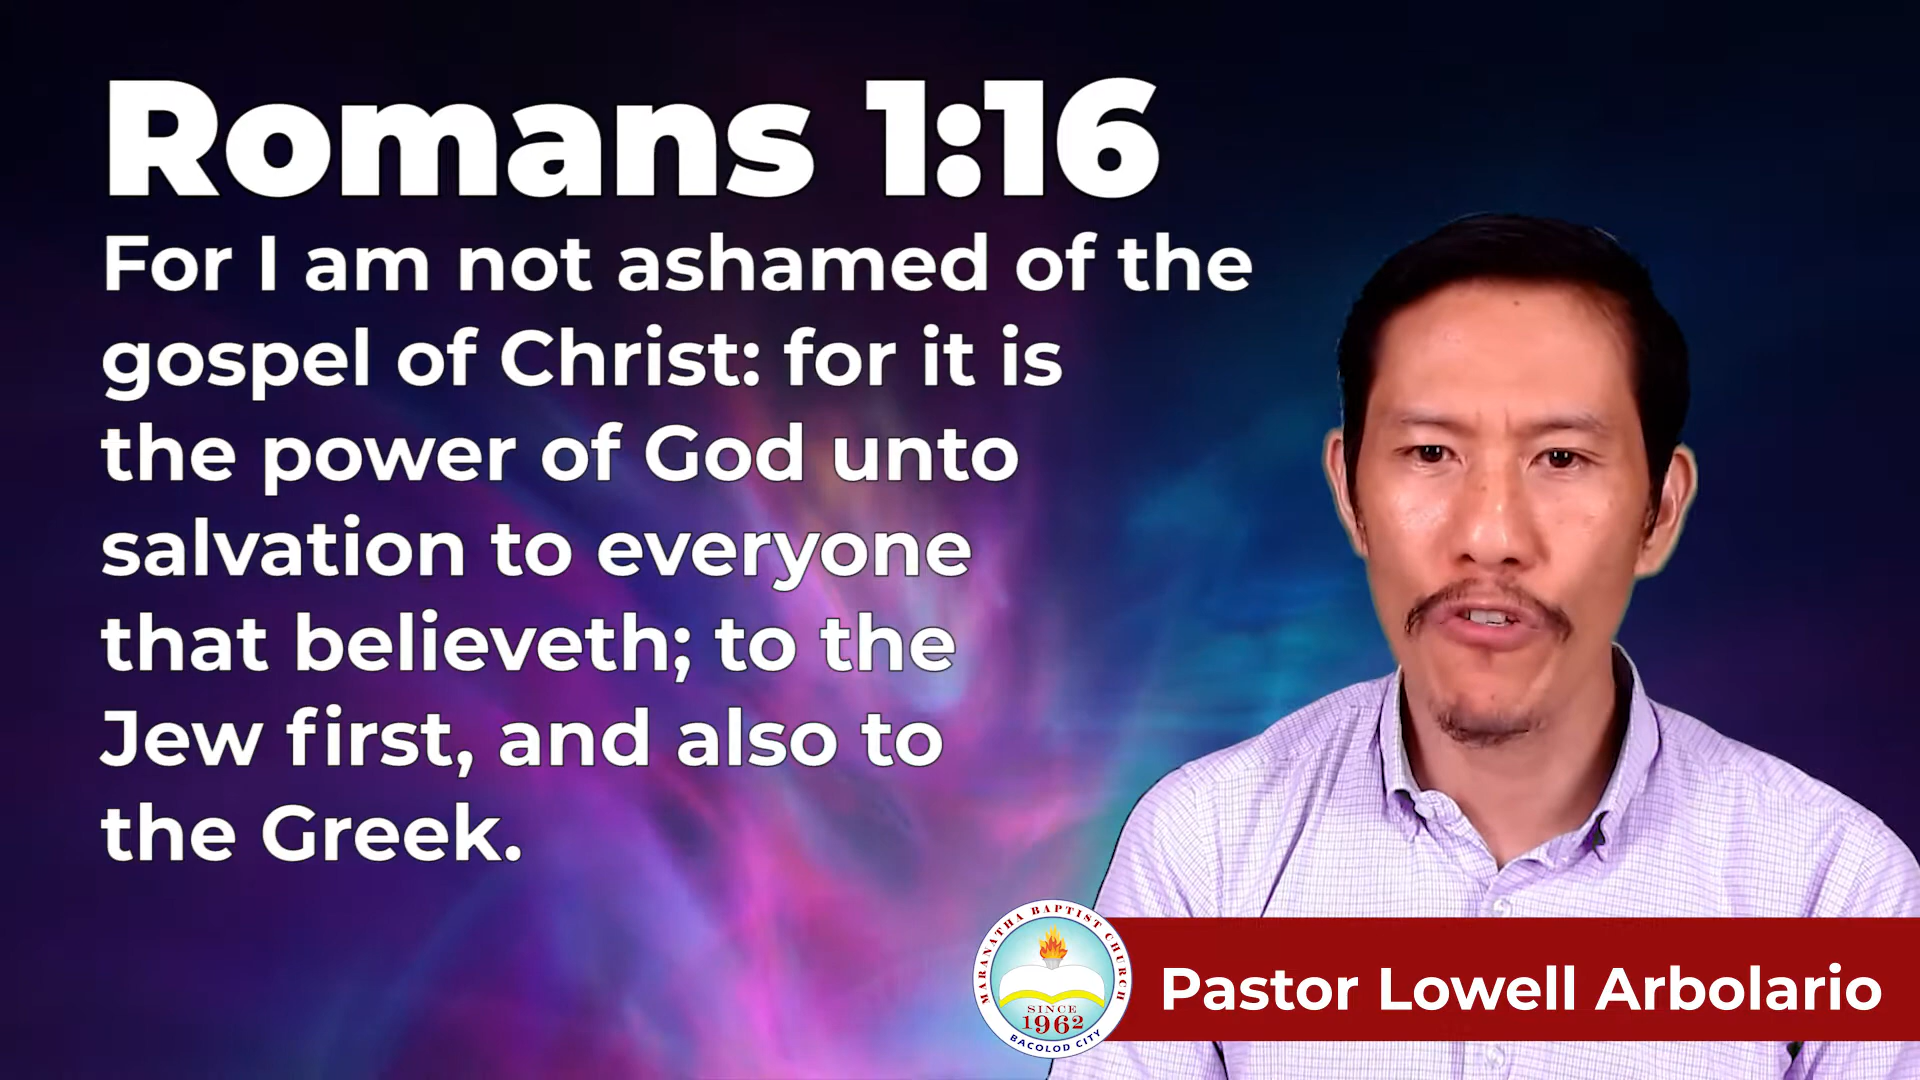 Romans 1:16
For I am not ashamed of the
gospel of Christ: for it is
the power of God unto
salvation to everyone
that believeth; to the
Jew first, and also to
the Greek.
MARANATHA BAPTIST CHURCH
SINCE
1962
BACOLOD CITY
Pastor Lowell Arbolario